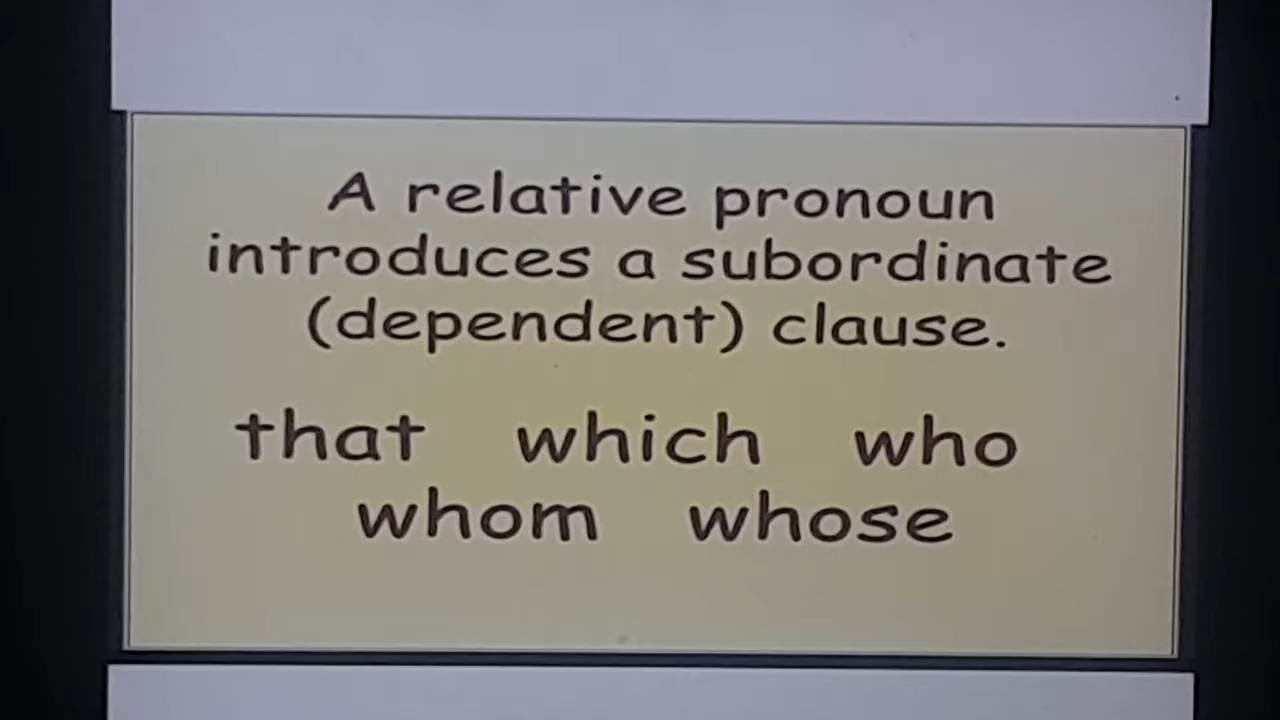 A relative pronoun
introduces a subordinate
(dependent) clause.
that which who
whom whose